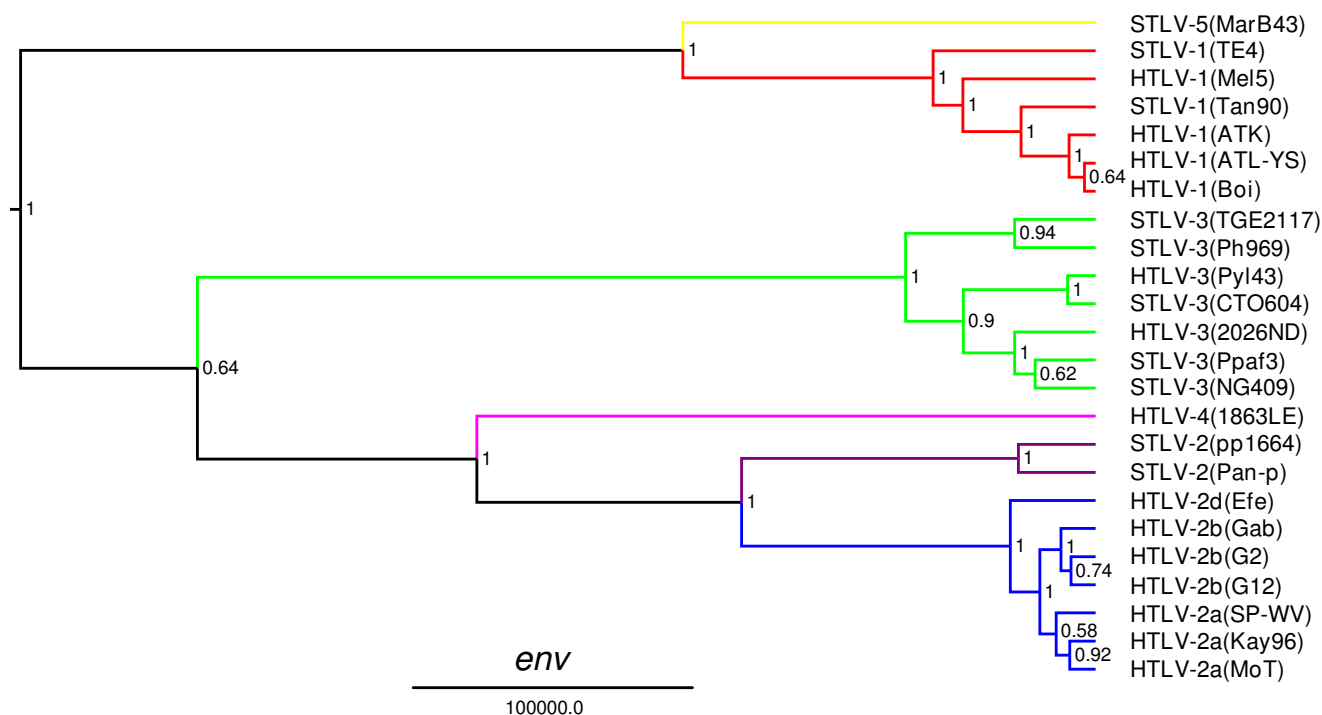 STLV-5(MarB43)
1
STLV-1(TE4)
1
HTLV-1(Mel5)
1
STLV-1(Tan90)
1
HTLV-1(ATK)
1
HTLV-1(ATL-YS)
0.64
HTLV-1(Boi)
1
STLV-3(TGE2117)
0.94
STLV-3(Ph969)
1
HTLV-3(Pyl43)
1
STLV-3(CTO604)
0.9
HTLV-3(2026ND)
1
STLV-3(Ppaf3)
0.64
0.62
STLV-3(NG409)
HTLV-4(1863LE)
1
STLV-2(pp1664)
1
STLV-2(Pan-p)
1
HTLV-2d(Efe)
HTLV-2b(Gab)
1
1
HTLV-2b(G2)
0.74
HTLV-2b(G12)
1
HTLV-2a(SP-WV)
0.58
HTLV-2a(Kay96)
0.92
HTLV-2a(MoT)
env
100000.0